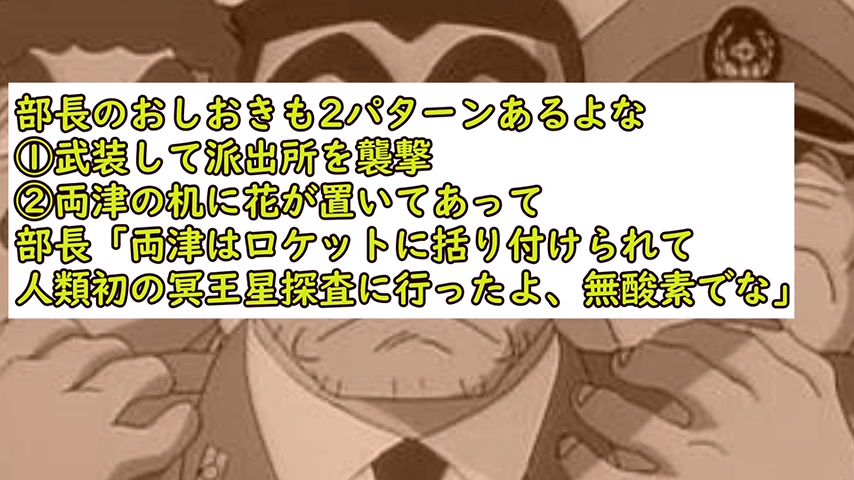 部長のおしおきも2パターンあるよな
①武装して派出所を襲撃
②両津の机に花が置いてあって
部長「両津はロケットに括り付けられて
人類初の冥王星探査に行ったよ、無酸素でな」